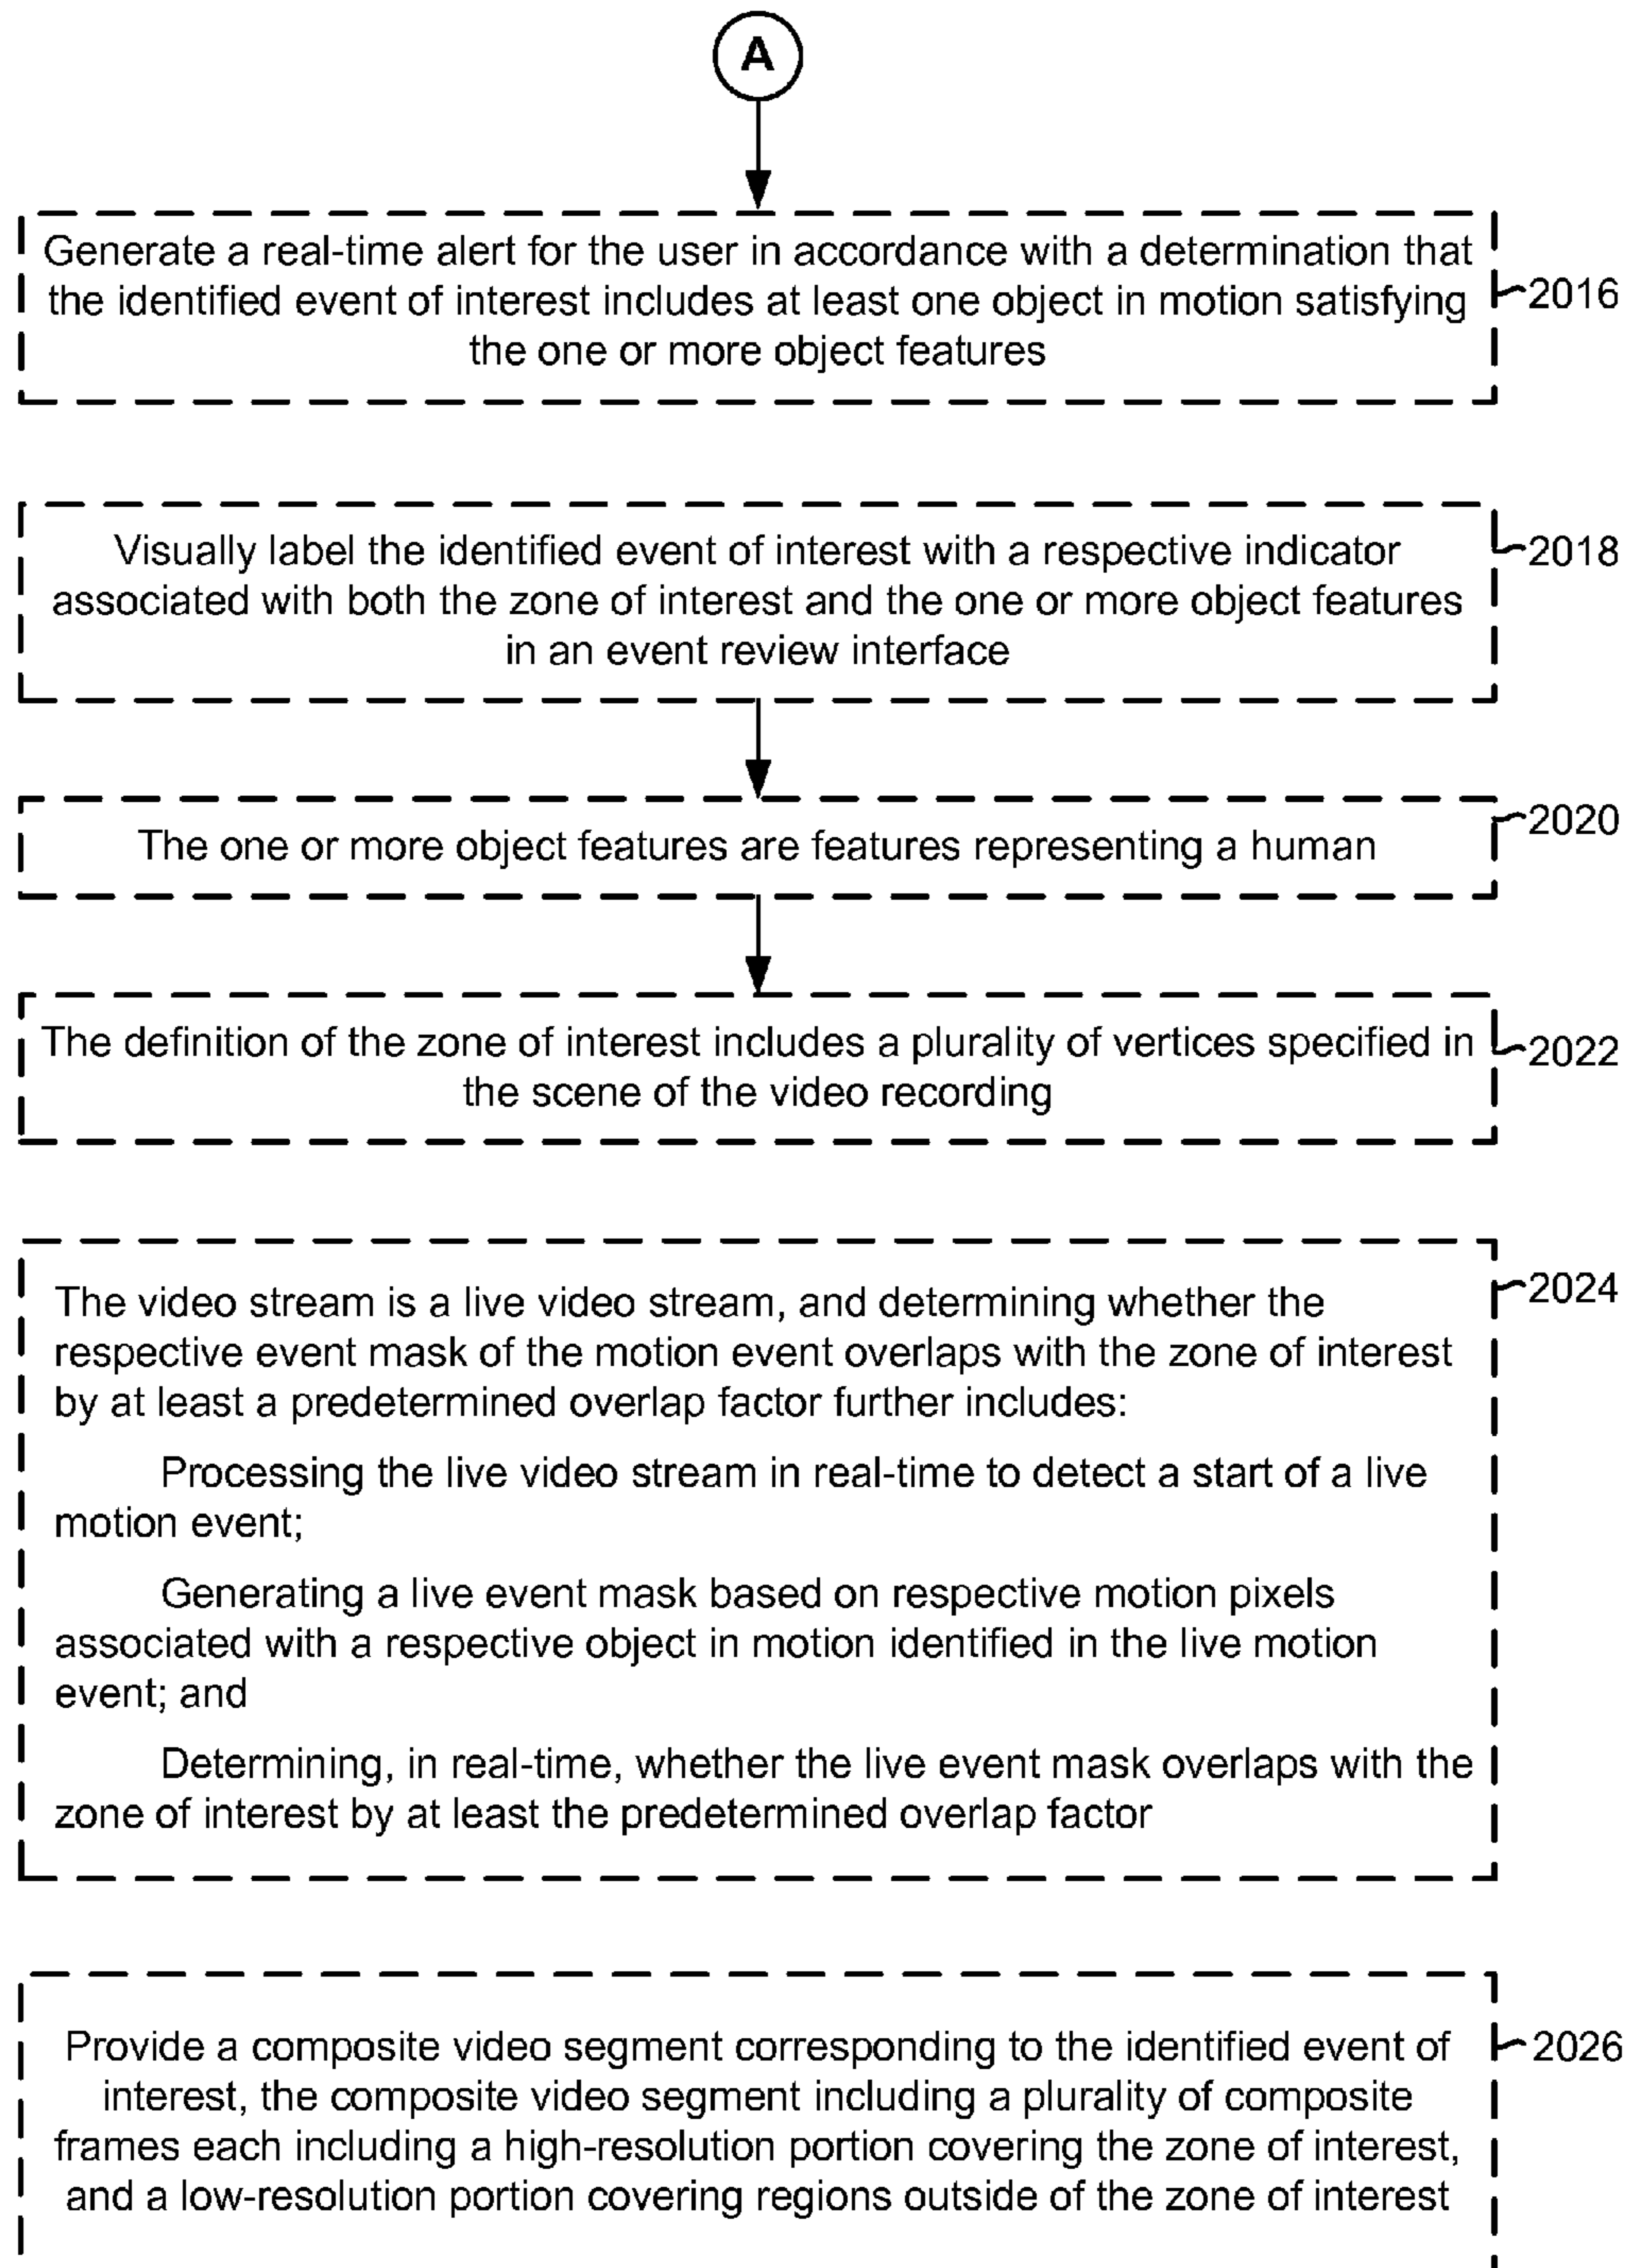 A
Generate a real-time alert for the user in accordance with a determination that
the identified event of interest includes at least one object in motion satisfying
the one or more object features
2016
Visually label the identified event of interest with a respective indicator
associated with both the zone of interest and the one or more object features
in an event review interface
2018
The one or more object features are features representing a human
2020
The definition of the zone of interest includes a plurality of vertices specified in
the scene of the video recording
2022
The video stream is a live video stream, and determining whether the
respective event mask of the motion event overlaps with the zone of interest
by at least a predetermined overlap factor further includes:
Processing the live video stream in real-time to detect a start of a live
motion event;
Generating a live event mask based on respective motion pixels
associated with a respective object in motion identified in the live motion
event; and
Determining, in real-time, whether the live event mask overlaps with the
zone of interest by at least the predetermined overlap factor
2024
Provide a composite video segment corresponding to the identified event of
interest, the composite video segment including a plurality of composite
frames each including a high-resolution portion covering the zone of interest,
and a low-resolution portion covering regions outside of the zone of interest
2026